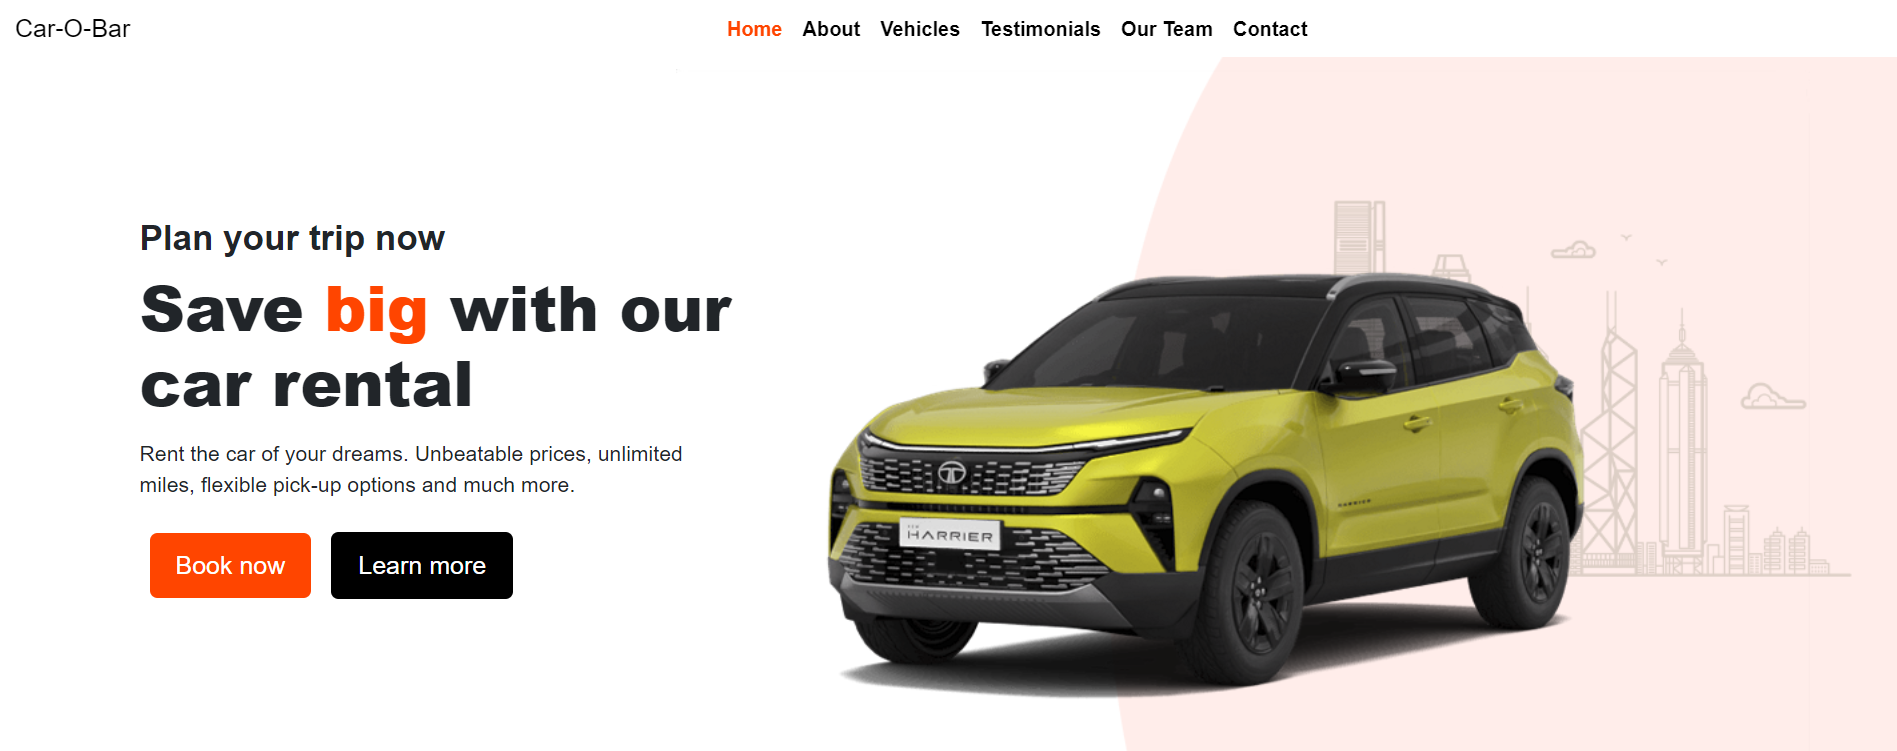 Car-O-Bar
Home About Vehicles Testimonials Our Team Contact
Plan your trip now
Save big with our
car rental
Rent the car of your dreams. Unbeatable prices, unlimited
miles, flexible pick-up options and much more.
Book now
Learn more
HARRIER
HARRIER